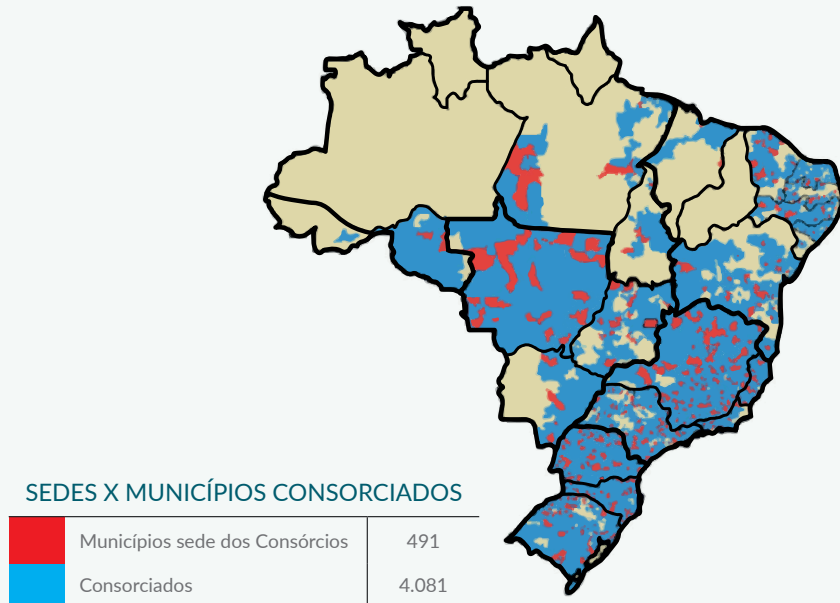 SEDES X MUNICÍPIOS CONSORCIADOS
Municípios sede dos Consórcios 491
Consorciados 4.081